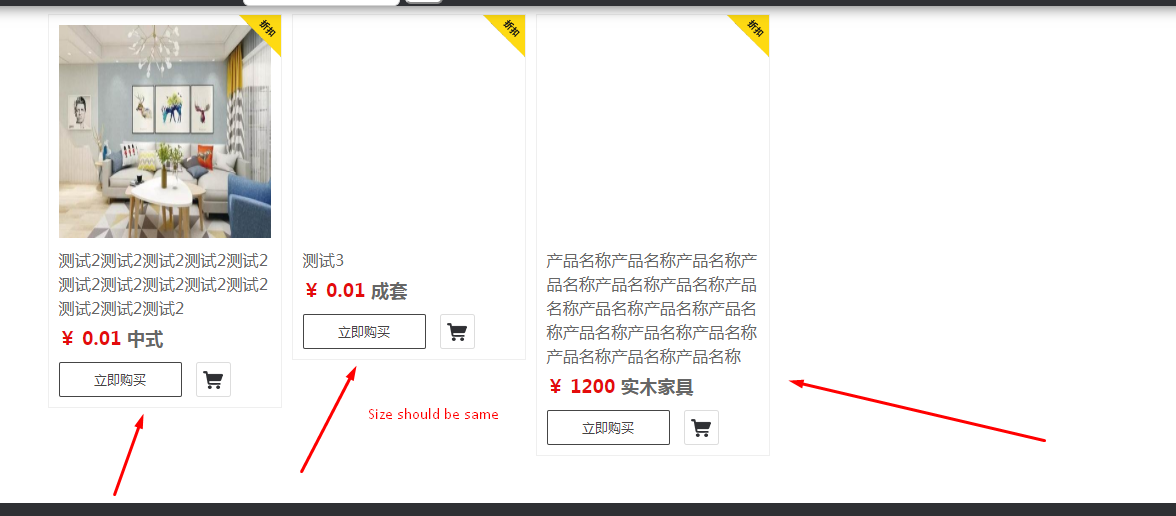 折扣
测试2测试2测试2测试2测试2
测试2测试2测试2测试2测试2
测试2测试2测试2
￥ 0.01 中式
立即购买
折扣
测试3
￥ 0.01 成套
立即购买
Size should be same
折扣
产品名称产品名称产品名称产
品名称产品名称产品名称产品
名称产品名称产品名称产品名
称产品名称产品名称产品名称
产品名称产品名称产品名称
￥ 1200 实木家具
立即购买